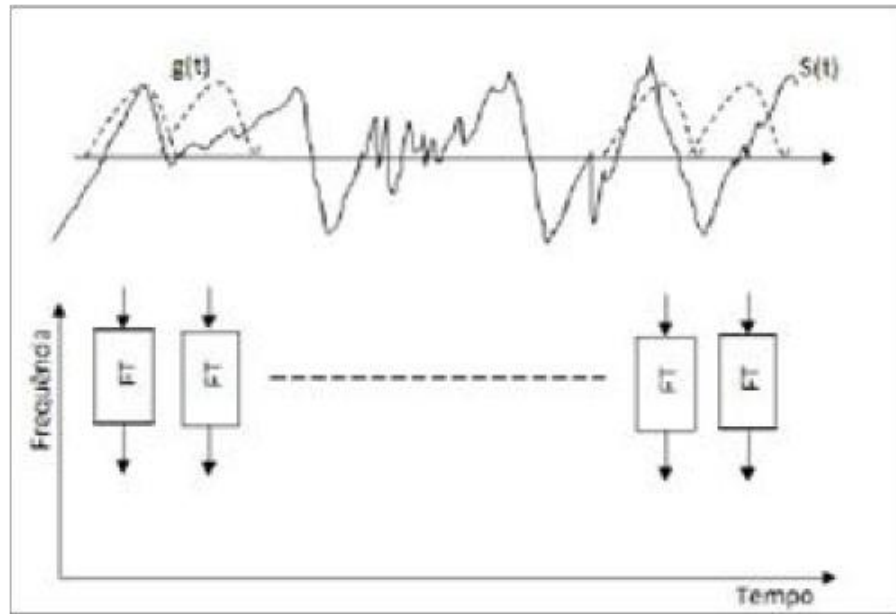 g(t)
S(t)
FT
FT
FT
FT
Frequência
Tempo